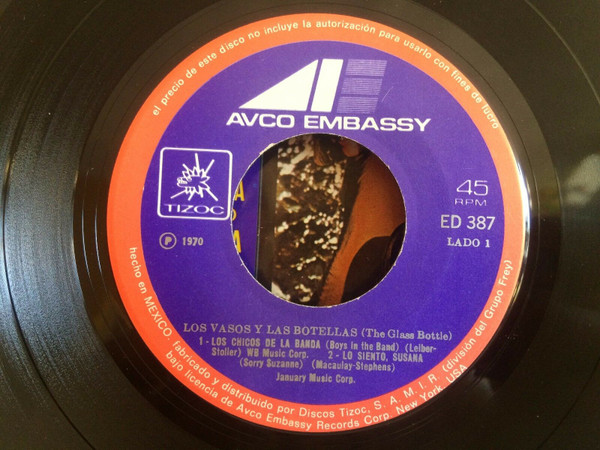 el precio de este disco no incluye la autorización para usarlo con fines de lucro
AVCO EMBASSY
TIZOC
45
RPM
ED 387
LADO 1
Ⓟ 1970
A
M
LOS VASOS Y LAS BOTELLAS (The Glass Bottle)
1 - LOS CHICOS DE LA BANDA (Boys in the Band) (Leiber-
Stoller) WB Music Corp. 2 - LO SIENTO, SUSANA
(Sorry Suzanne) (Macaulay-Stephens)
January Music Corp.
hecho en MEXICO, fabricado y distribuido por Discos Tizoc, S. A. M. I. R. (división del Grupo Frey)
bajo licencia de Avco Embassy Records Corp. New York, USA